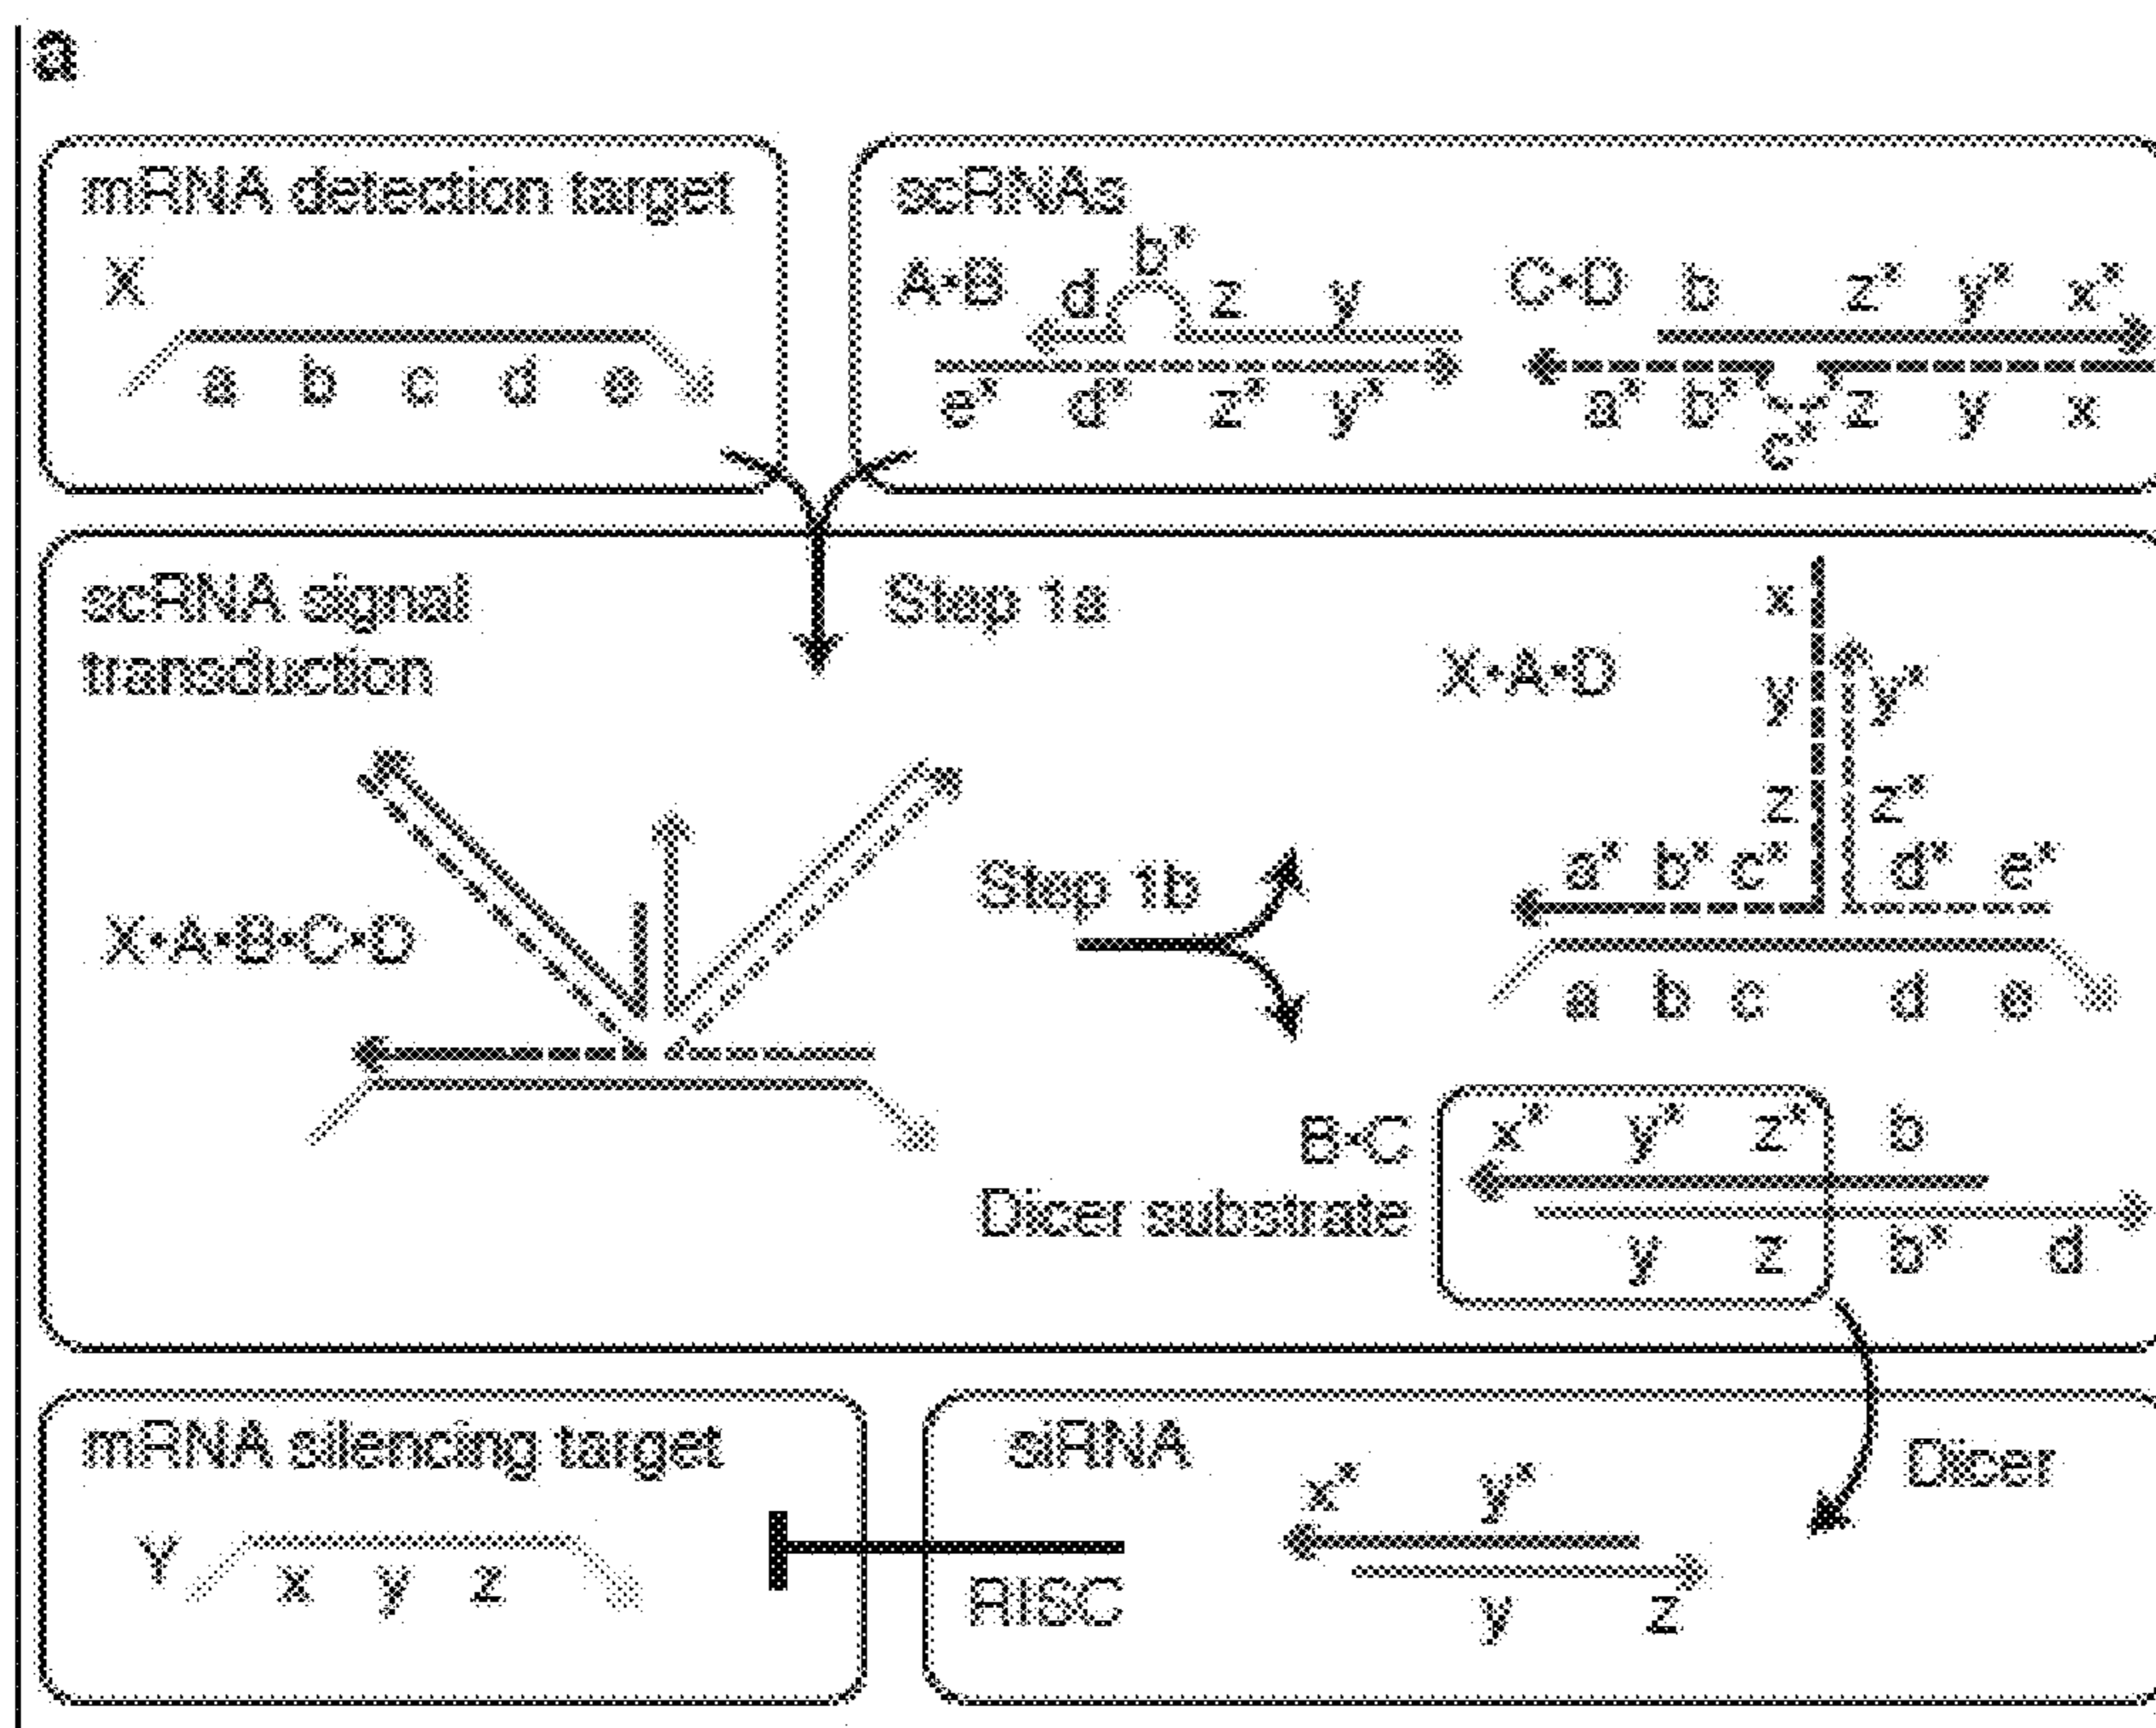 a
mRNA detection target
X
a b c d e
scRNAs
A•B d b* z y
e* d* z* y*
C•D b z* y* x*
a* b* c* z y x
scRNA signal
transduction
Step 1a
X•A•D
x
y y*
z z*
a* b* c* d* e*
a b c d e
X•A•B•C•D
Step 1b
B•C
Dicer substrate
x* y* z* b
y z b* d
mRNA silencing target
Y
x y z
siRNA
x* y*
y z
RISC
Dicer